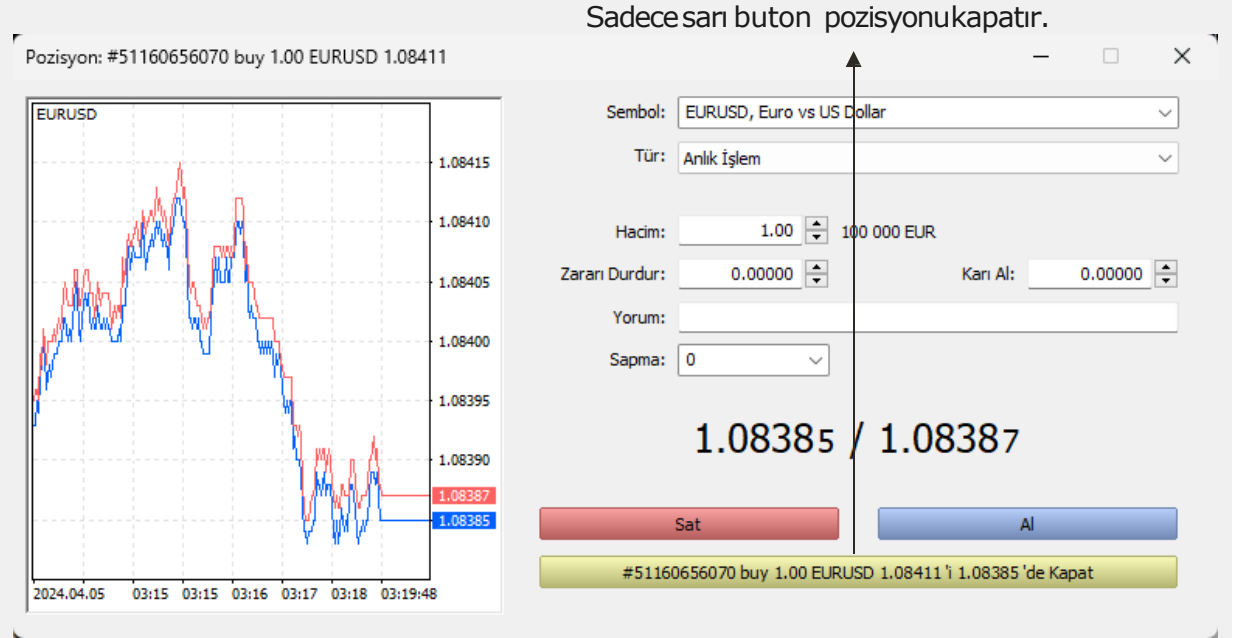 Sadece sarı buton pozisyonu kapatır.
Pozisyon: #51160656070 buy 1.00 EURUSD 1.08411
EURUSD
1.08415
1.08410
1.08405
1.08400
1.08395
1.08390
1.08387
1.08385
2024.04.05 03:15 03:15 03:16 03:17 03:18 03:19:48
Sembol: EURUSD, Euro vs US Dollar
Tür: Anlık İşlem
Hacim: 1.00 100 000 EUR
Zararı Durdur: 0.00000 Karı Al: 0.00000
Yorum:
Sapma: 0
1.08385 / 1.08387
Sat Al
#51160656070 buy 1.00 EURUSD 1.08411 'i 1.08385 'de Kapat